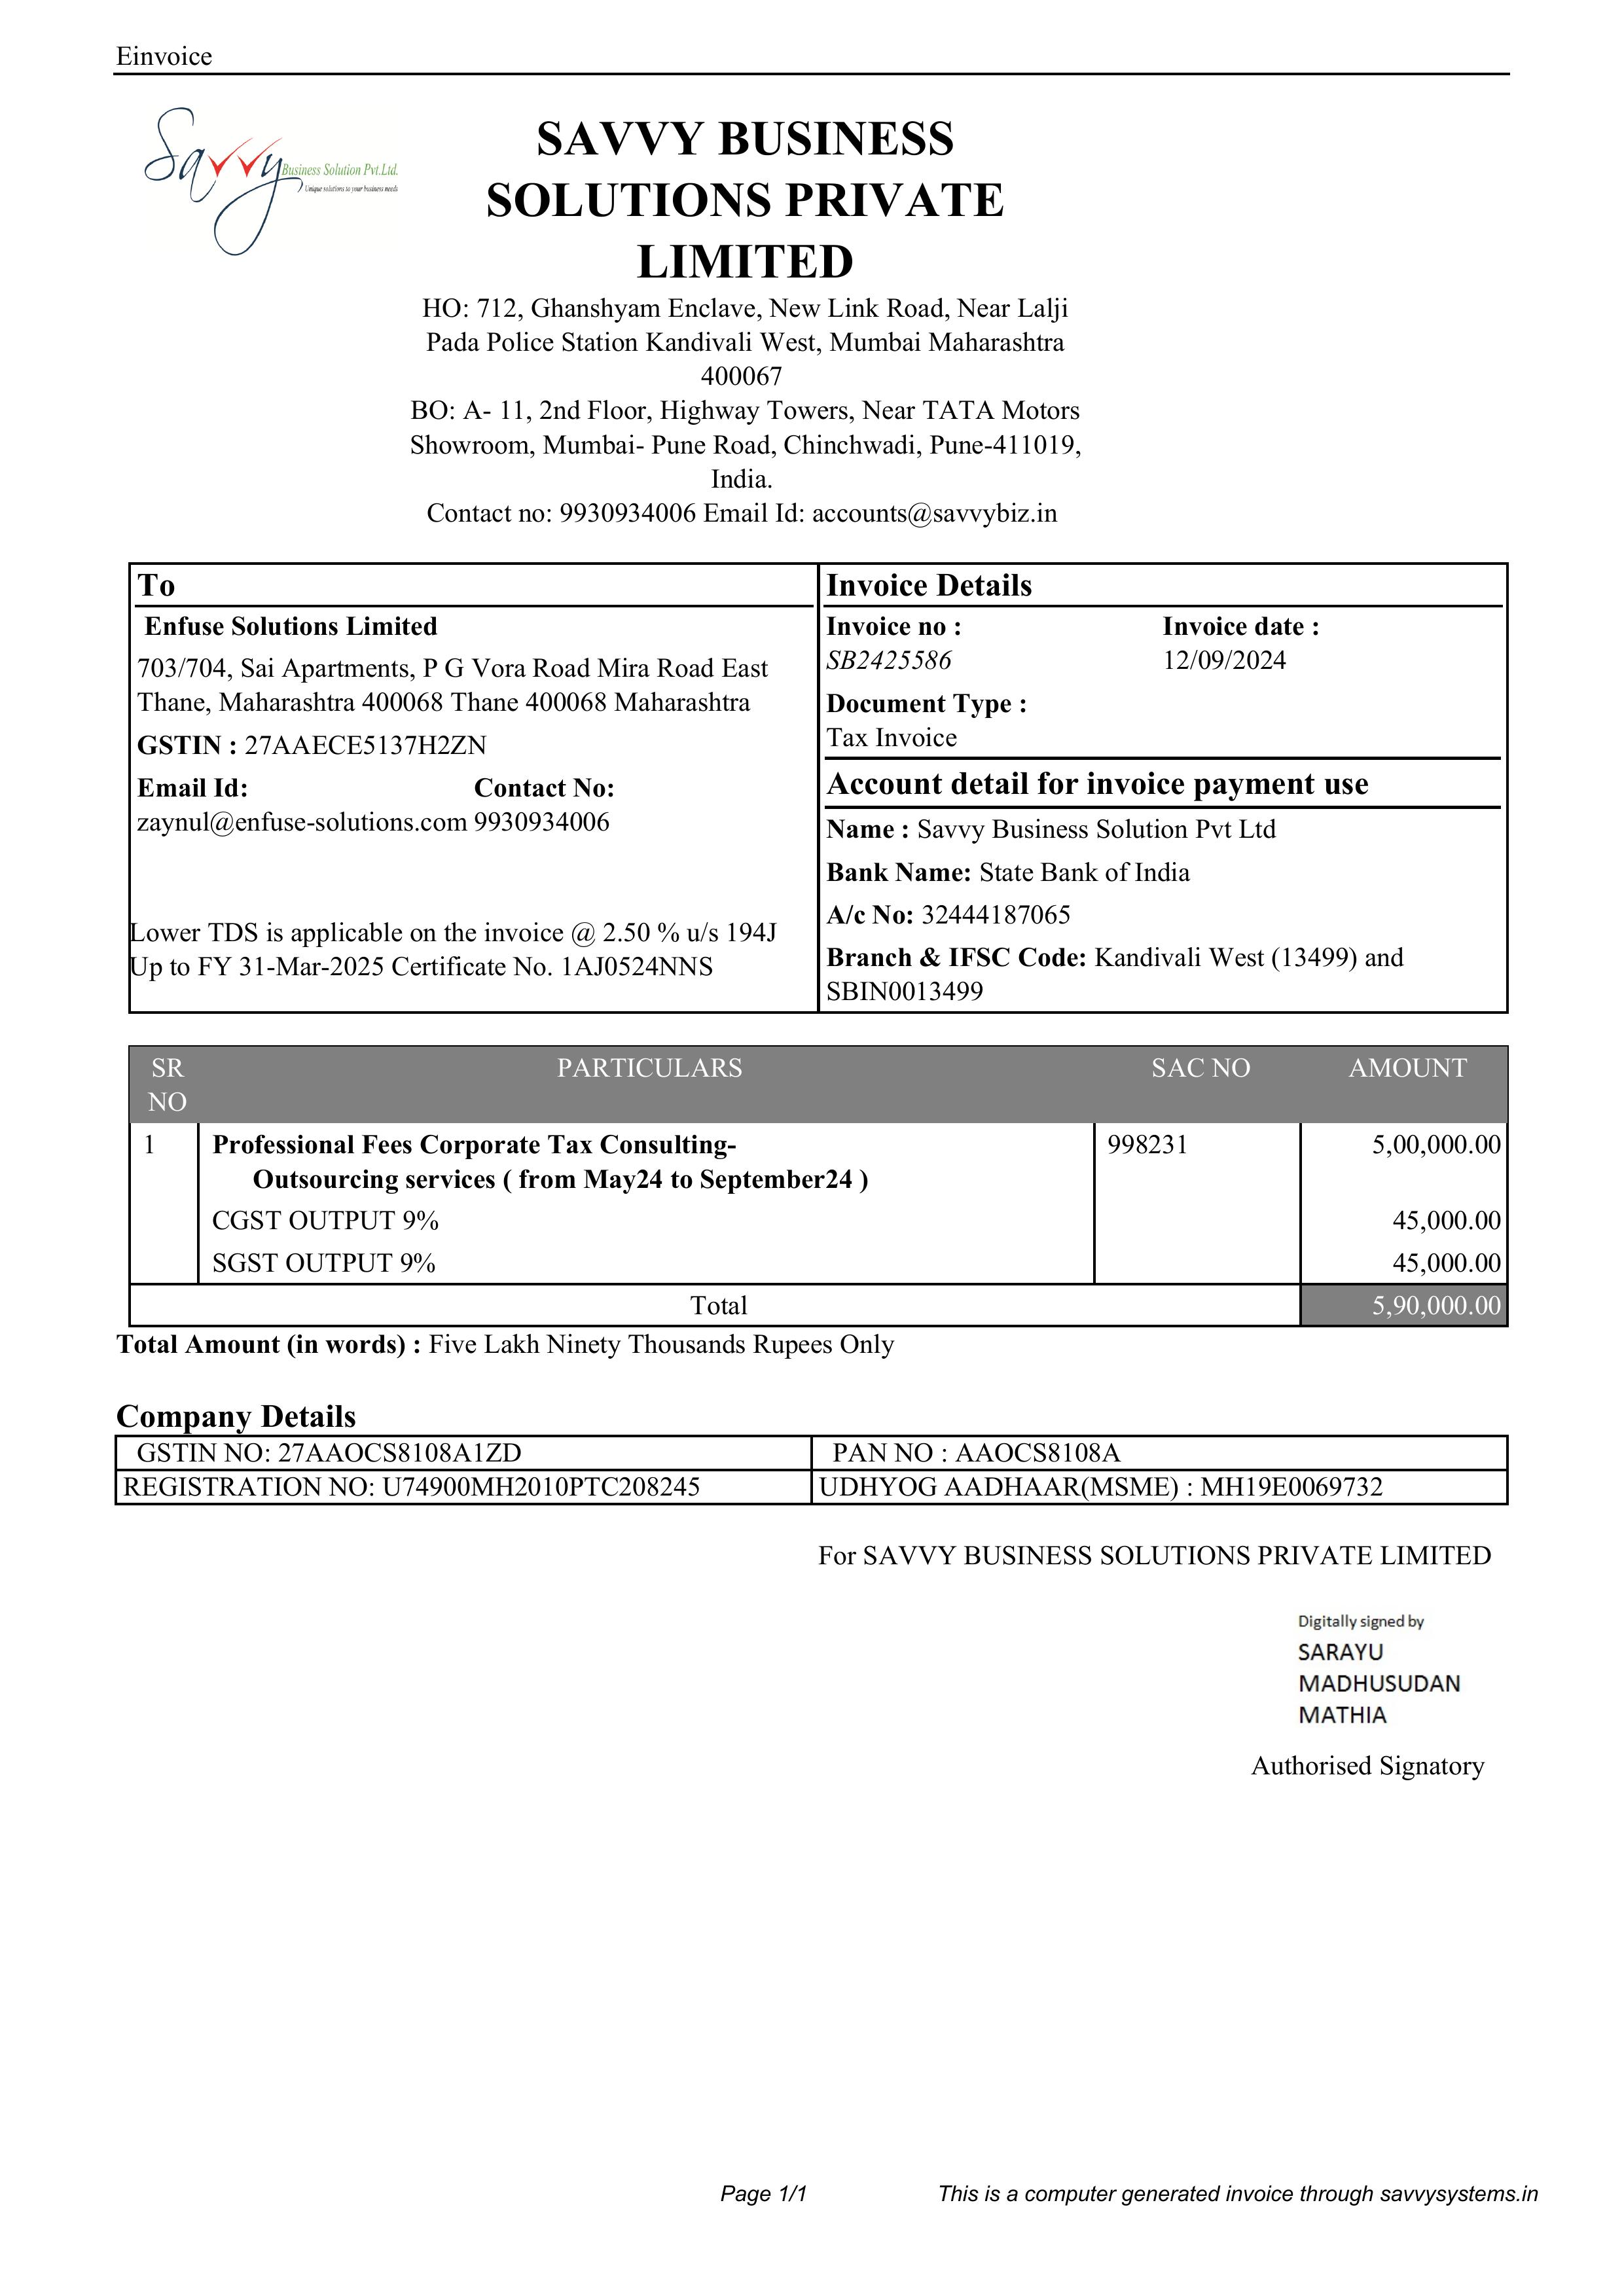 Einvoice
Savvy Business Solution Pvt.Ltd.
Unique solutions to your business needs
SAVVY BUSINESS
SOLUTIONS PRIVATE
LIMITED
HO: 712, Ghanshyam Enclave, New Link Road, Near Lalji
Pada Police Station Kandivali West, Mumbai Maharashtra
400067
BO: A- 11, 2nd Floor, Highway Towers, Near TATA Motors
Showroom, Mumbai- Pune Road, Chinchwadi, Pune-411019,
India.
Contact no: 9930934006 Email Id: accounts@savvybiz.in
To
Enfuse Solutions Limited
703/704, Sai Apartments, P G Vora Road Mira Road East
Thane, Maharashtra 400068 Thane 400068 Maharashtra
GSTIN : 27AAECE5137H2ZN
Email Id: Contact No:
zaynul@enfuse-solutions.com 9930934006
Lower TDS is applicable on the invoice @ 2.50 % u/s 194J
Up to FY 31-Mar-2025 Certificate No. 1AJ0524NNS
Invoice Details
Invoice no : Invoice date :
SB2425586 12/09/2024
Document Type :
Tax Invoice
Account detail for invoice payment use
Name : Savvy Business Solution Pvt Ltd
Bank Name: State Bank of India
A/c No: 32444187065
Branch & IFSC Code: Kandivali West (13499) and
SBIN0013499
SR NO PARTICULARS SAC NO AMOUNT
1 Professional Fees Corporate Tax Consulting- 998231 5,00,000.00
Outsourcing services ( from May24 to September24 )
CGST OUTPUT 9% 45,000.00
SGST OUTPUT 9% 45,000.00
Total 5,90,000.00
Total Amount (in words) : Five Lakh Ninety Thousands Rupees Only
Company Details
GSTIN NO: 27AAOCS8108A1ZD PAN NO : AAOCS8108A
REGISTRATION NO: U74900MH2010PTC208245 UDHYOG AADHAAR(MSME) : MH19E0069732
For SAVVY BUSINESS SOLUTIONS PRIVATE LIMITED
Digitally signed by
SARAYU
MADHUSUDAN
MATHIA
Authorised Signatory
Page 1/1 This is a computer generated invoice through savvysystems.in